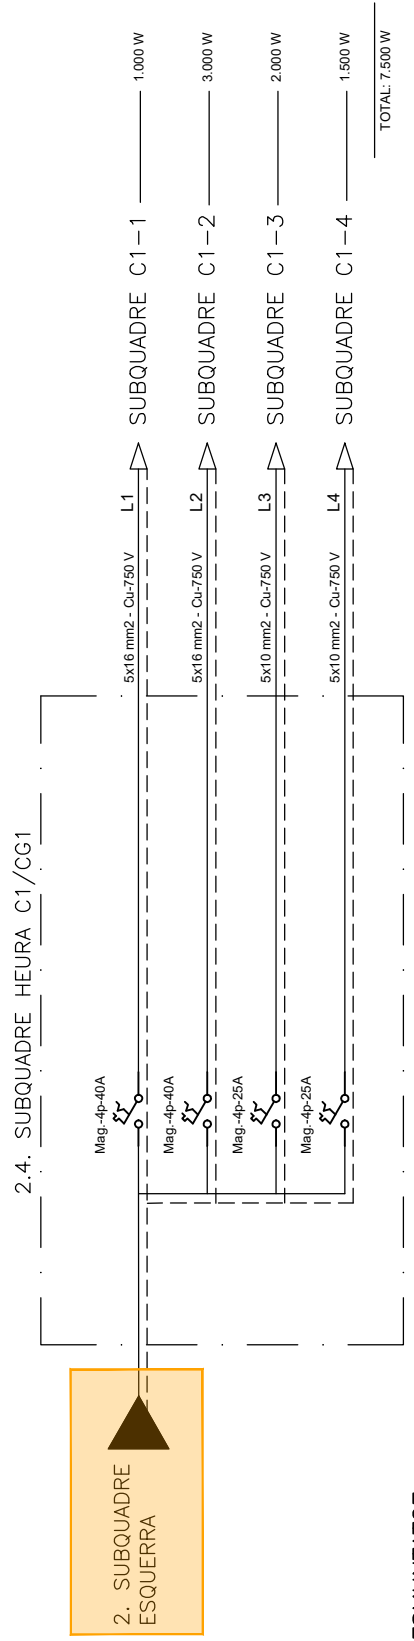 2.4. SUBQUADRE HEURA C1/CG1
2. SUBQUADRE
ESQUERRA
Mag.-4p-40A
5x16 mm2 - Cu-750 V
L1
SUBQUADRE C1-1
1.000 W
Mag.-4p-40A
5x16 mm2 - Cu-750 V
L2
SUBQUADRE C1-2
3.000 W
Mag.-4p-25A
5x10 mm2 - Cu-750 V
L3
SUBQUADRE C1-3
2.000 W
Mag.-4p-25A
5x10 mm2 - Cu-750 V
L4
SUBQUADRE C1-4
1.500 W
TOTAL: 7.500 W